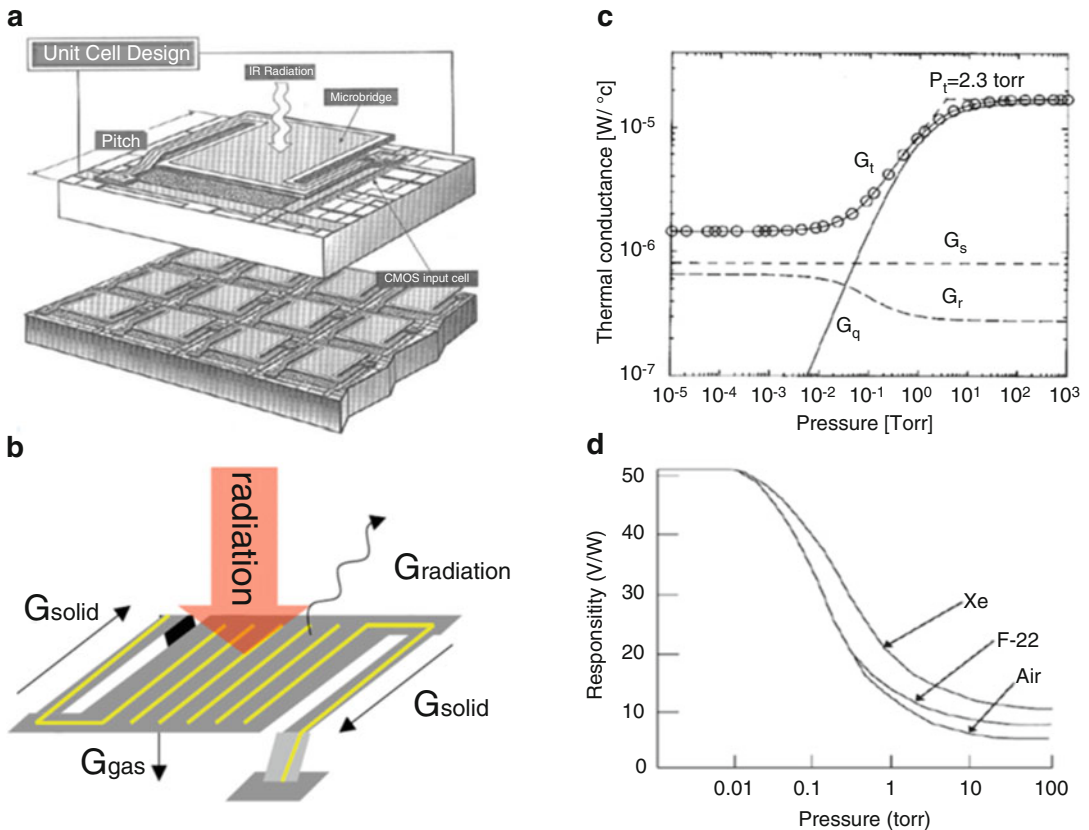 a
Unit Cell Design
IR Radiation
Microbridge
Pitch
CMOS input cell
b
radiation
Gradiation
Gsolid
Gsolid
Ggas
c
Thermal conductance [W/ °c]
10-5
10-6
10-7
Pt=2.3 torr
Gt
Gs
Gr
Gq
10-5 10-4 10-3 10-2 10-1 100 101 102 103
Pressure [Torr]
d
Responsitity (V/W)
50
40
30
20
10
0
Xe
F-22
Air
0.01 0.1 1 10 100
Pressure (torr)